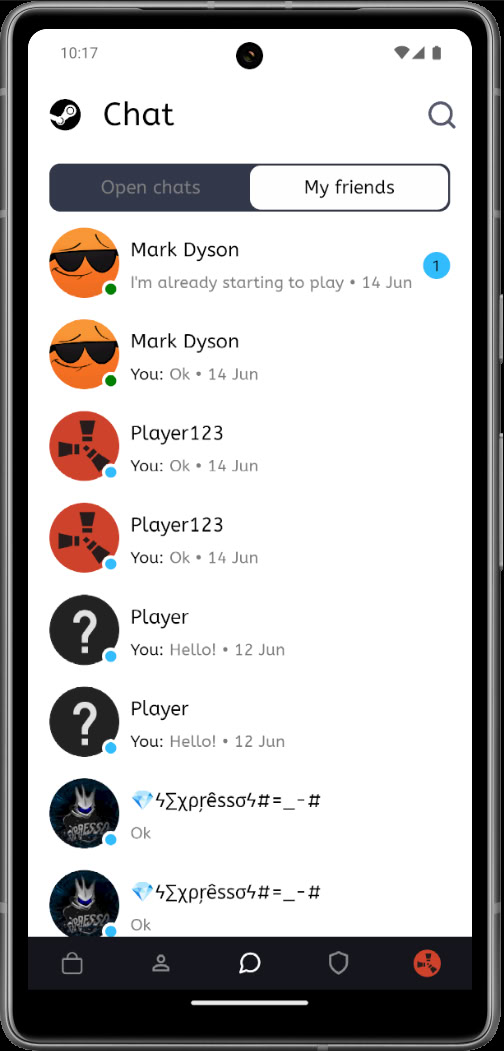 10:17
Chat
Open chats
My friends
Mark Dyson
I'm already starting to play • 14 Jun
1
Mark Dyson
You: Ok • 14 Jun
Player123
You: Ok • 14 Jun
Player123
You: Ok • 14 Jun
?
Player
You: Hello! • 12 Jun
?
Player
You: Hello! • 12 Jun
💎ϟ∑χρŗêssσϟ#=_-#
Ok
💎ϟ∑χρŗêssσϟ#=_-#
Ok